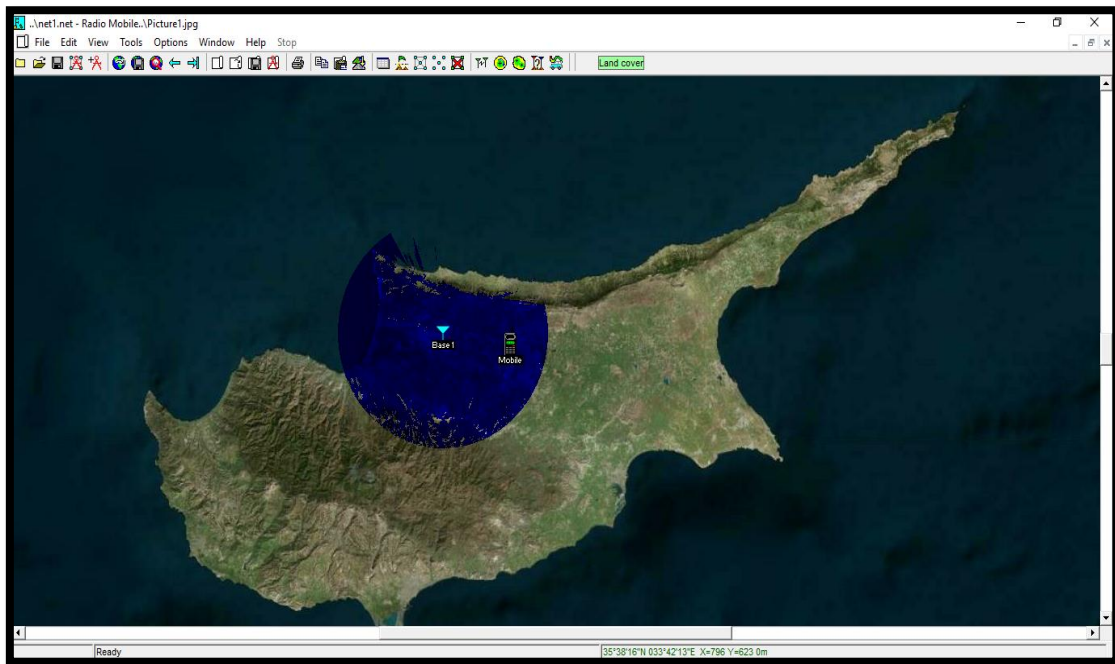 ..\net1.net - Radio Mobile..\Picture1.jpg
File Edit View Tools Options Window Help Stop
Land cover
Base 1
Mobile
Ready
35°38'16"N 033°42'13"E X=796 Y=623 0m